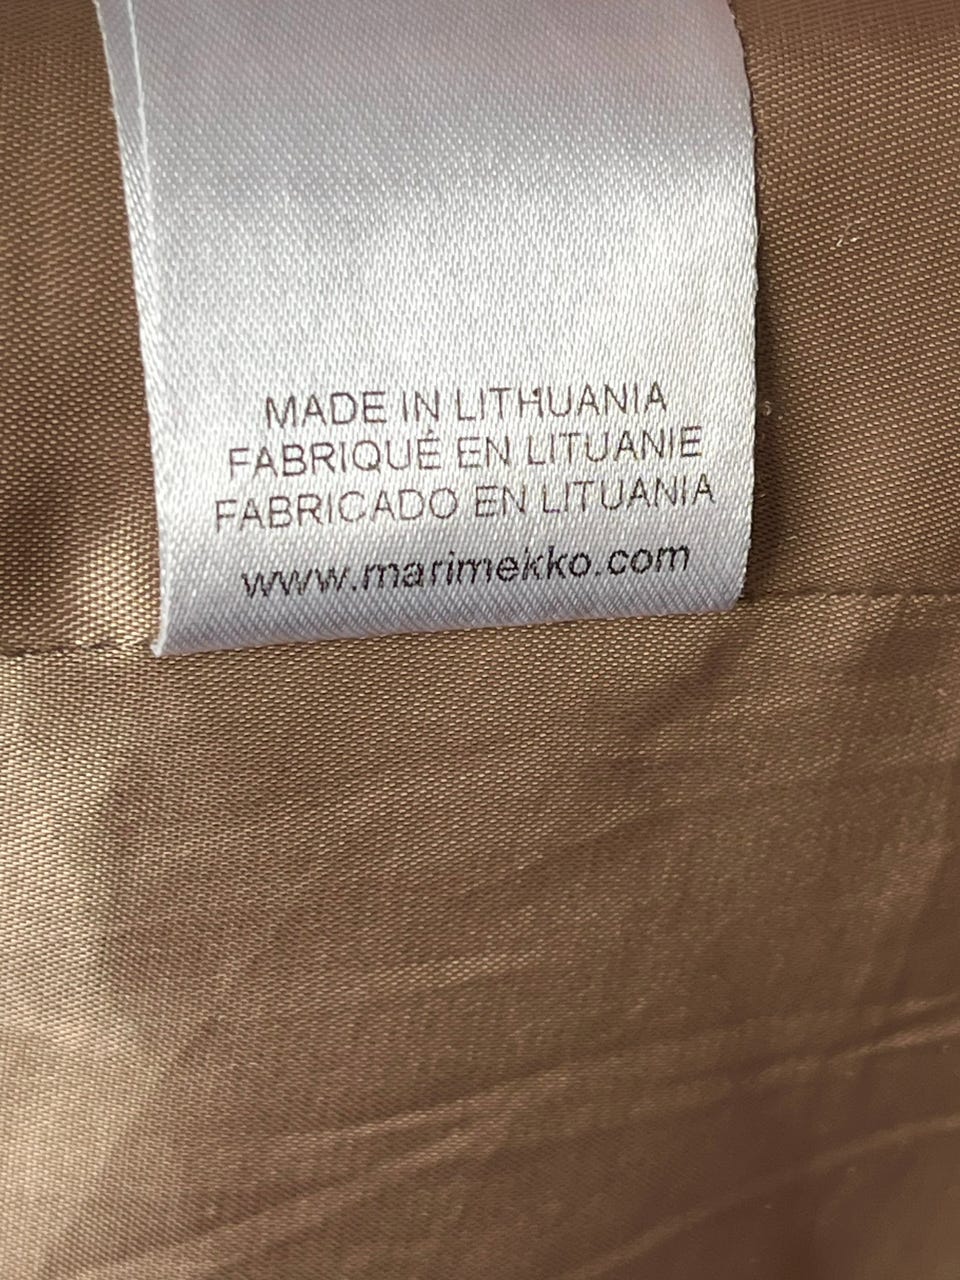 MADE IN LITHUANIA
FABRIQUÉ EN LITUANIE
FABRICADO EN LITUANIA
www.marimekko.com